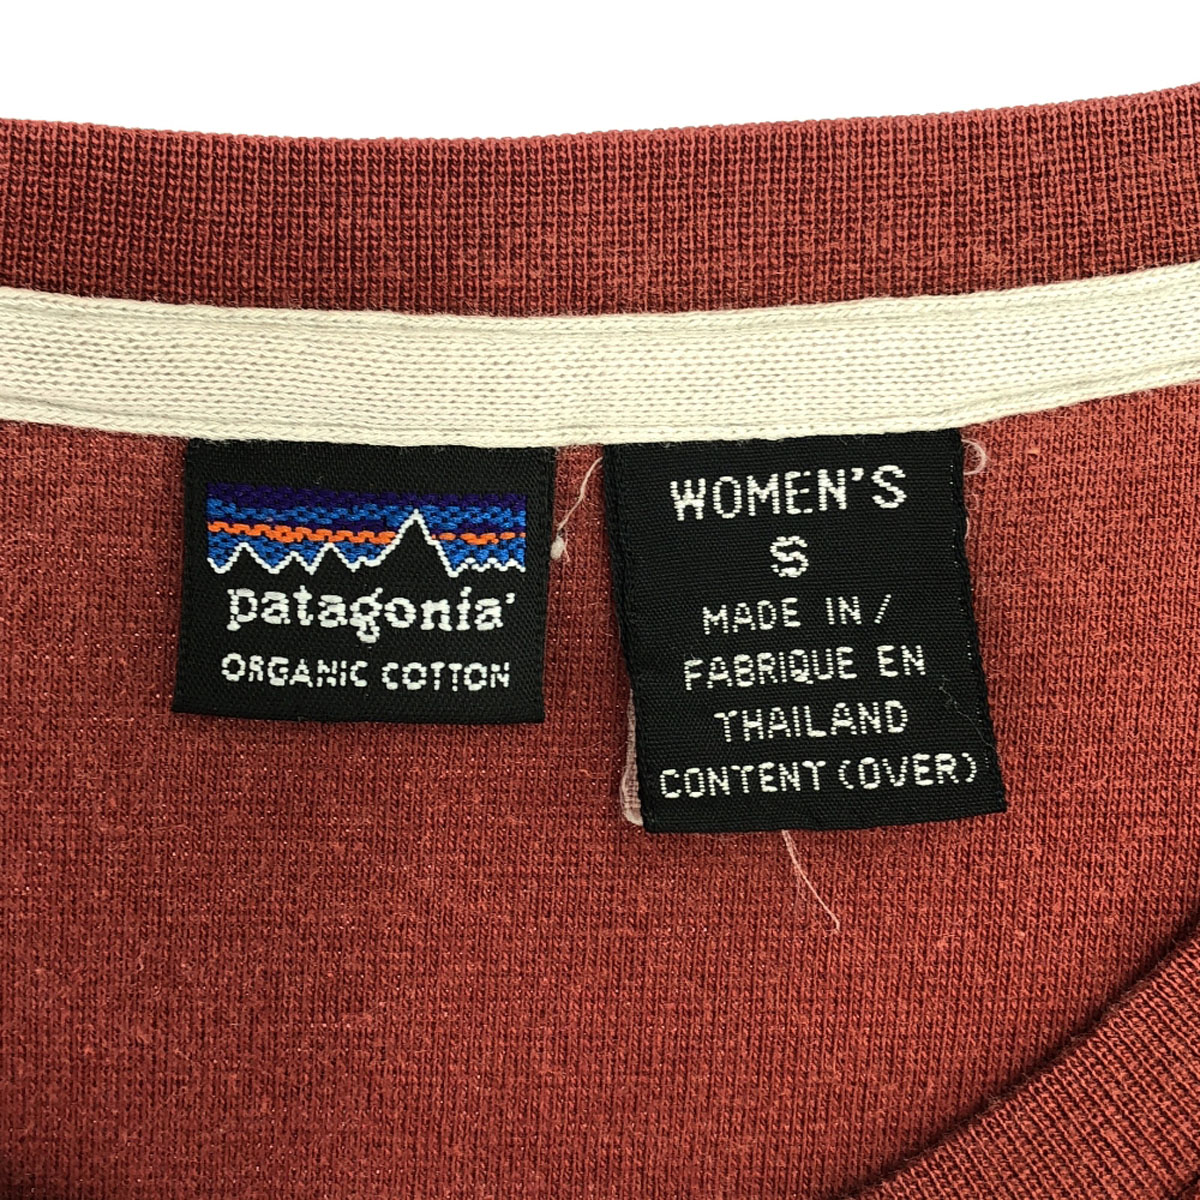 patagonia®
ORGANIC COTTON
WOMEN'S
S
MADE IN /
FABRIQUE EN
THAILAND
CONTENT (OVER)